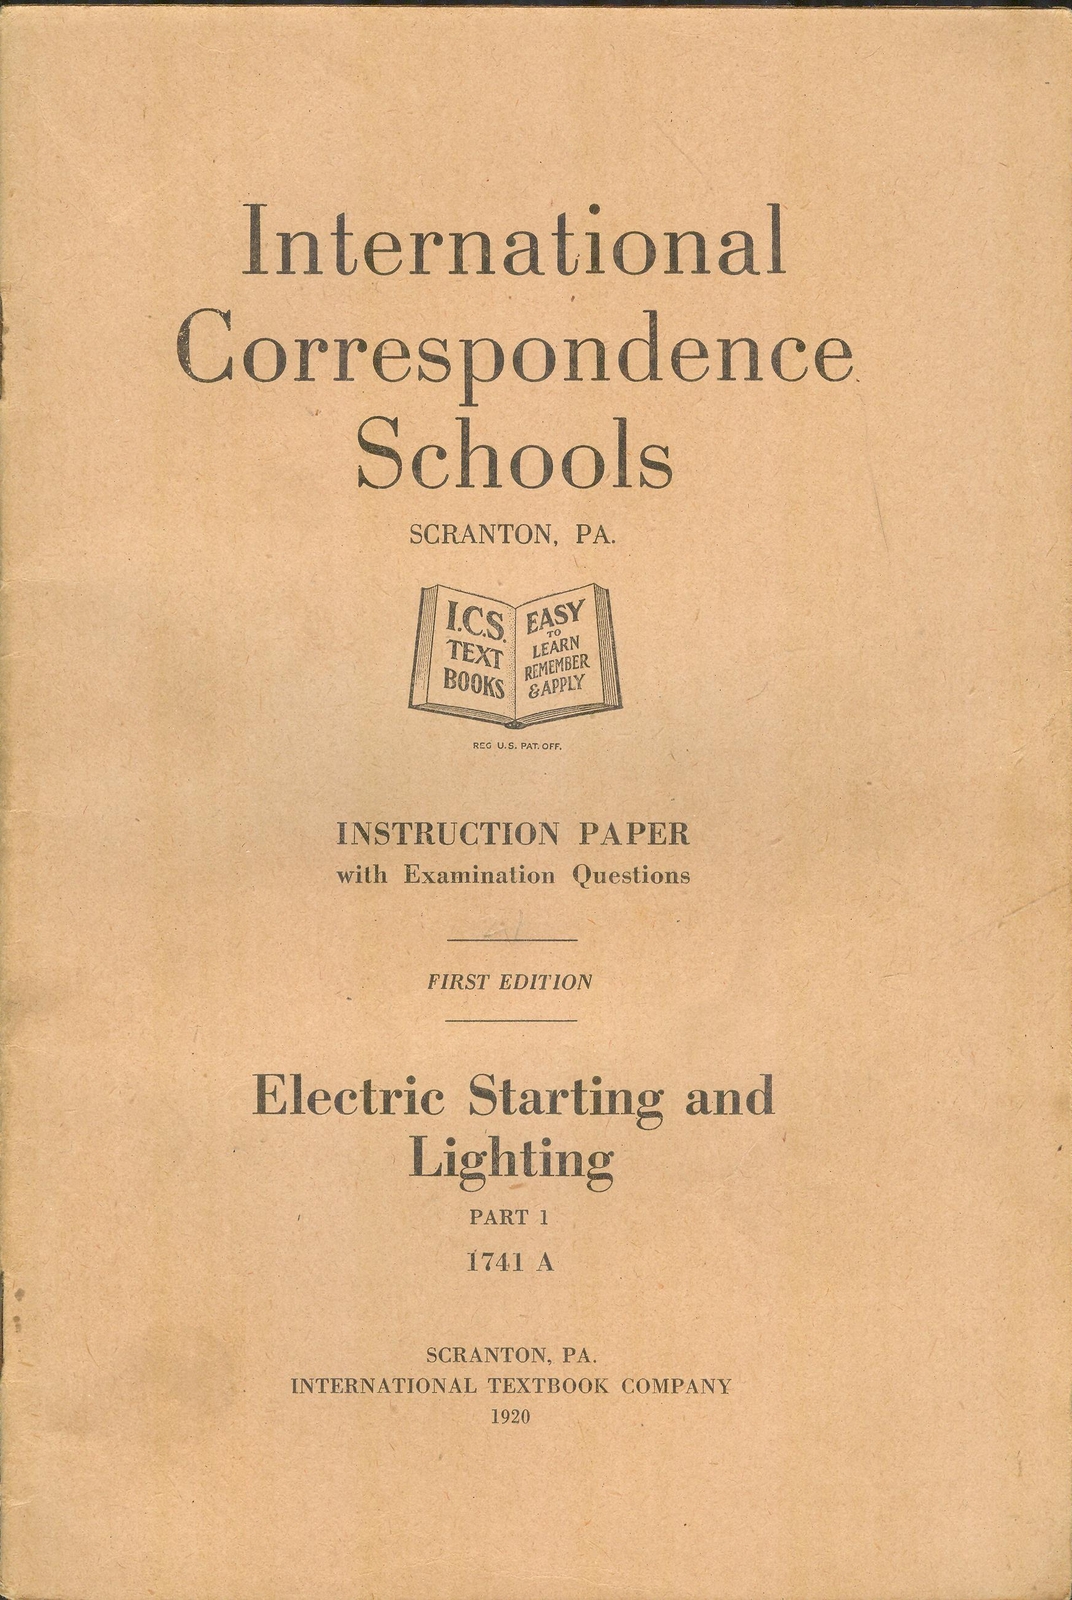 International
Correspondence
Schools
SCRANTON, PA.
I.C.S.
TEXT
BOOKS
EASY
TO
LEARN
REMEMBER
& APPLY
REG U.S. PAT. OFF.
INSTRUCTION PAPER
with Examination Questions
FIRST EDITION
Electric Starting and
Lighting
PART 1
1741 A
SCRANTON, PA.
INTERNATIONAL TEXTBOOK COMPANY
1920